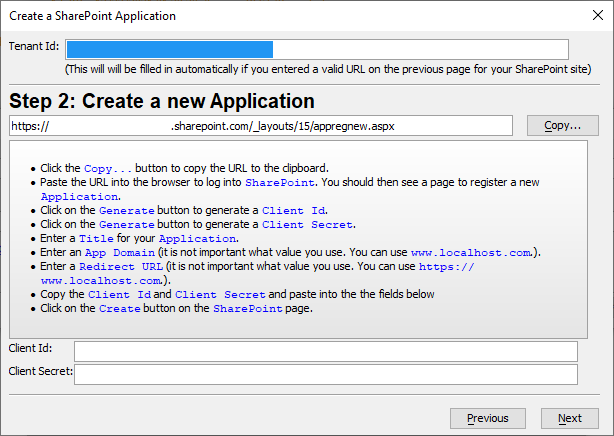 Create a SharePoint Application
Tenant Id:
(This will will be filled in automatically if you entered a valid URL on the previous page for your SharePoint site)
Step 2: Create a new Application
https:// .sharepoint.com/_layouts/15/appregnew.aspx Copy...
• Click the Copy... button to copy the URL to the clipboard.
• Paste the URL into the browser to log into SharePoint. You should then see a page to register a new
Application.
• Click on the Generate button to generate a Client Id.
• Click on the Generate button to generate a Client Secret.
• Enter a Title for your Application.
• Enter an App Domain (it is not important what value you use. You can use www.localhost.com.).
• Enter a Redirect URL (it is not important what value you use. You can use https://
www.localhost.com.).
• Copy the Client Id and Client Secret and paste into the the fields below
• Click on the Create button on the SharePoint page.
Client Id:
Client Secret:
Previous Next